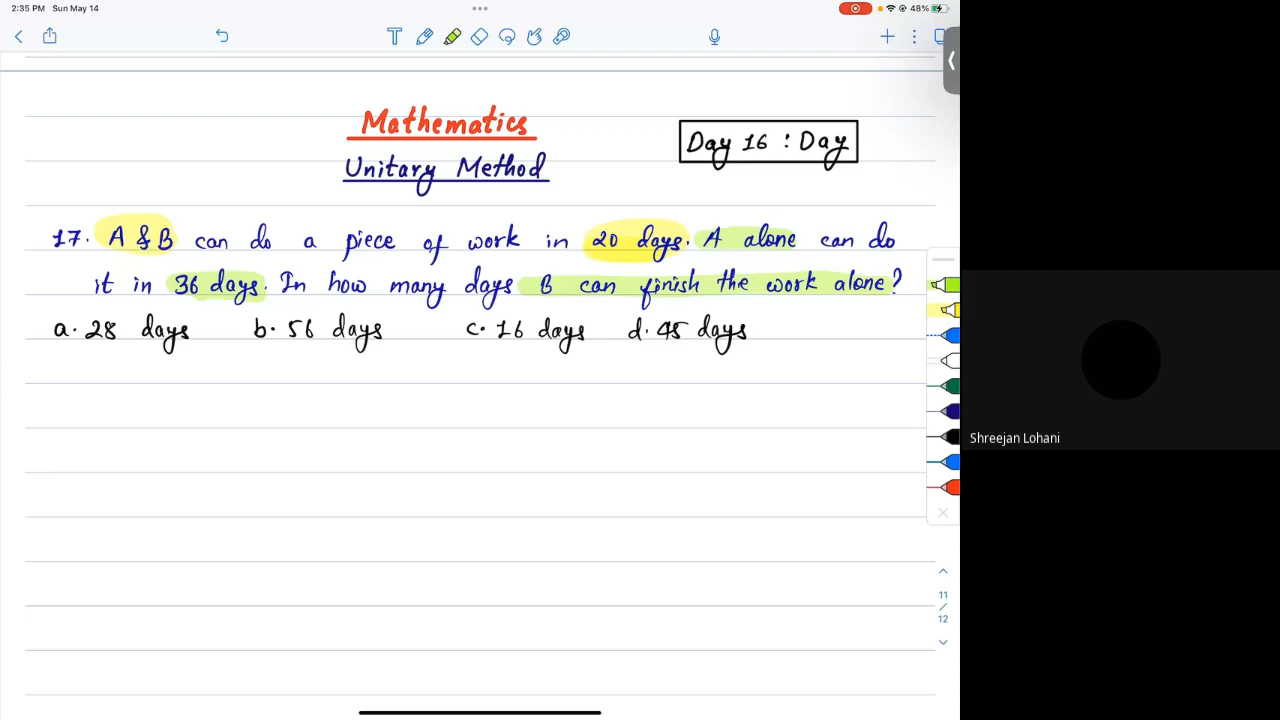 2:35 PM Sun May 14
48%
Mathematics
Day 16 : Day
Unitary Method
17. A & B can do a piece of work in 20 days. A alone can do
it in 36 days. In how many days B can finish the work alone?
a. 28 days b. 56 days c. 16 days d. 45 days
Shreejan Lohani
11
/
12